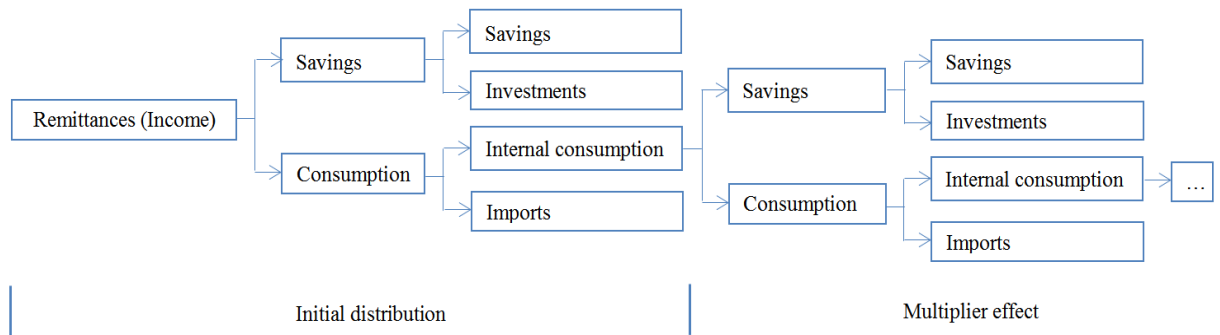 Remittances (Income)
Savings
Consumption
Savings
Investments
Internal consumption
Imports
Savings
Consumption
Savings
Investments
Internal consumption
Imports
...
Initial distribution
Multiplier effect